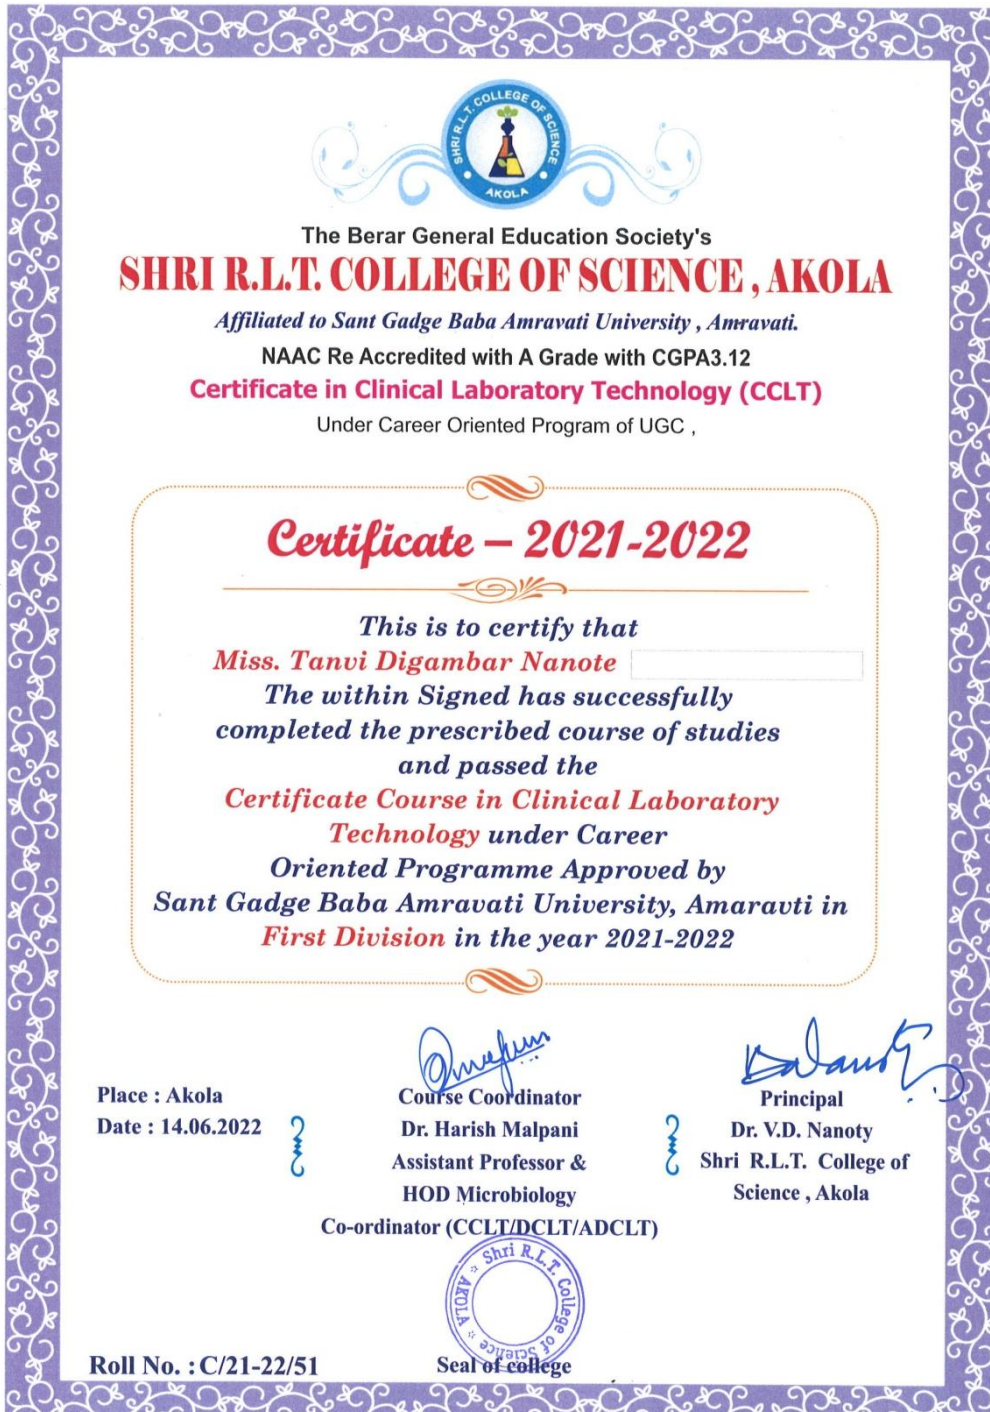 SHRI R.L.T. COLLEGE OF SCIENCE
AKOLA
The Berar General Education Society's
SHRI R.L.T. COLLEGE OF SCIENCE , AKOLA
Affiliated to Sant Gadge Baba Amravati University , Amravati.
NAAC Re Accredited with A Grade with CGPA3.12
Certificate in Clinical Laboratory Technology (CCLT)
Under Career Oriented Program of UGC ,
Certificate – 2021-2022
This is to certify that
Miss. Tanvi Digambar Nanote
The within Signed has successfully
completed the prescribed course of studies
and passed the
Certificate Course in Clinical Laboratory
Technology under Career
Oriented Programme Approved by
Sant Gadge Baba Amravati University, Amaravti in
First Division in the year 2021-2022
Place : Akola
Date : 14.06.2022
Course Coordinator
Dr. Harish Malpani
Assistant Professor &
HOD Microbiology
Co-ordinator (CCLT/DCLT/ADCLT)
Principal
Dr. V.D. Nanoty
Shri R.L.T. College of
Science , Akola
Shri R.L.T. College of Science
AKOLA
Roll No. : C/21-22/51
Seal of college